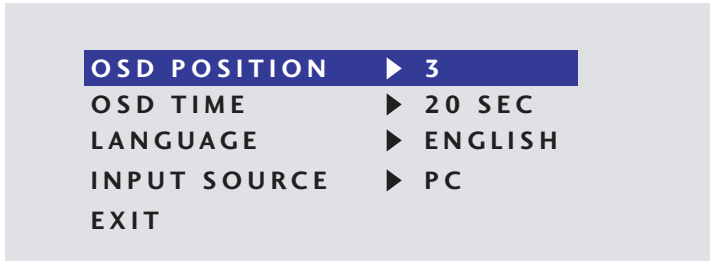 OSD POSITION ▶ 3
OSD TIME ▶ 20 SEC
LANGUAGE ▶ ENGLISH
INPUT SOURCE ▶ PC
EXIT